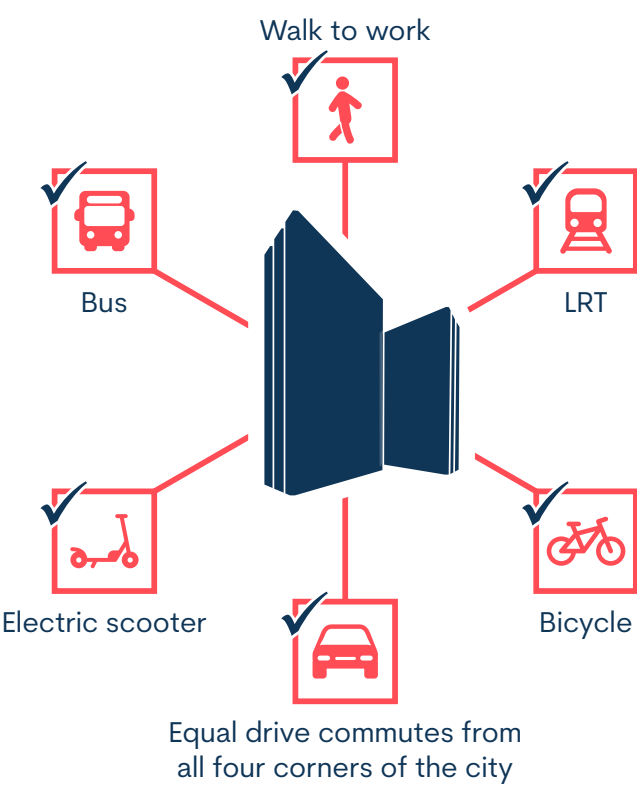 Walk to work
Bus
LRT
Electric scooter
Bicycle
Equal drive commutes from
all four corners of the city